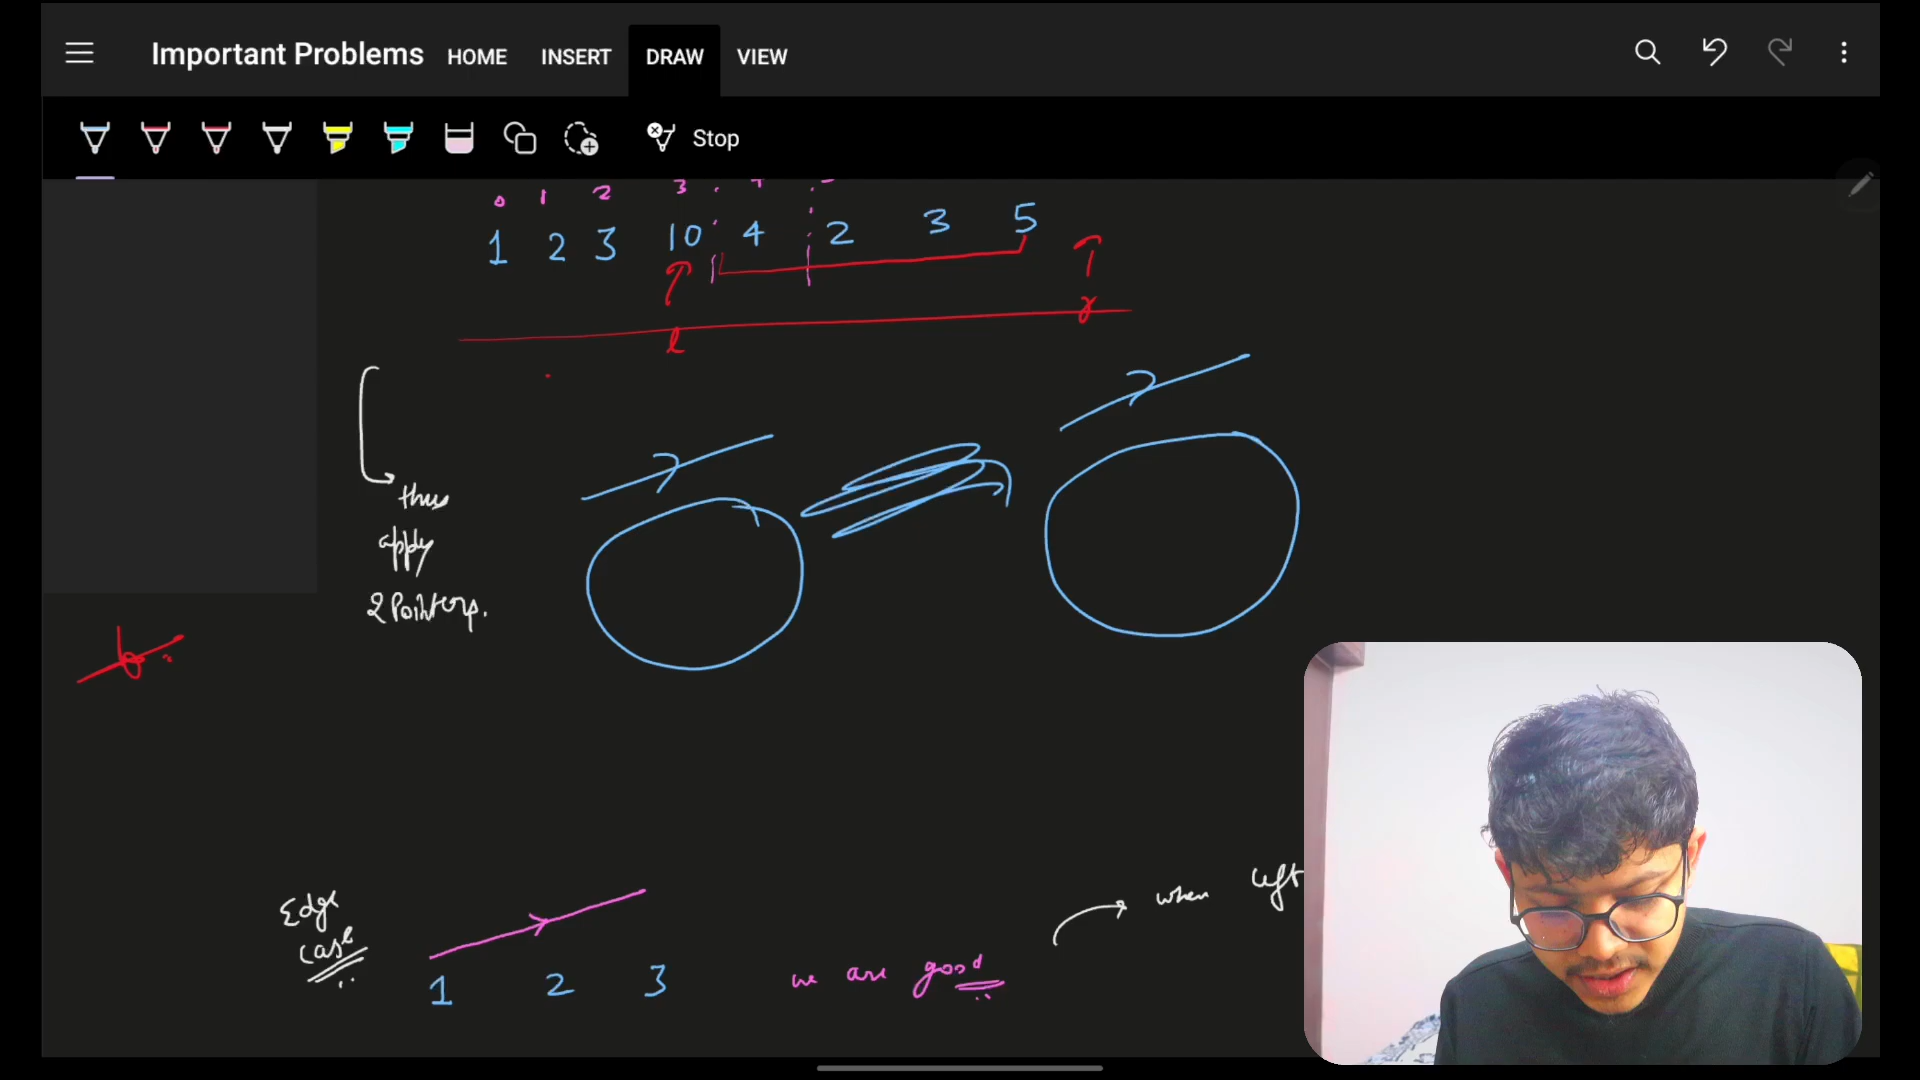 Important Problems HOME INSERT DRAW VIEW
Stop
0 1 2 3
1 2 3 10 4 2 3 5
l r
thus
apply
2 Pointers.
Edge
case
when left
1 2 3 we are good